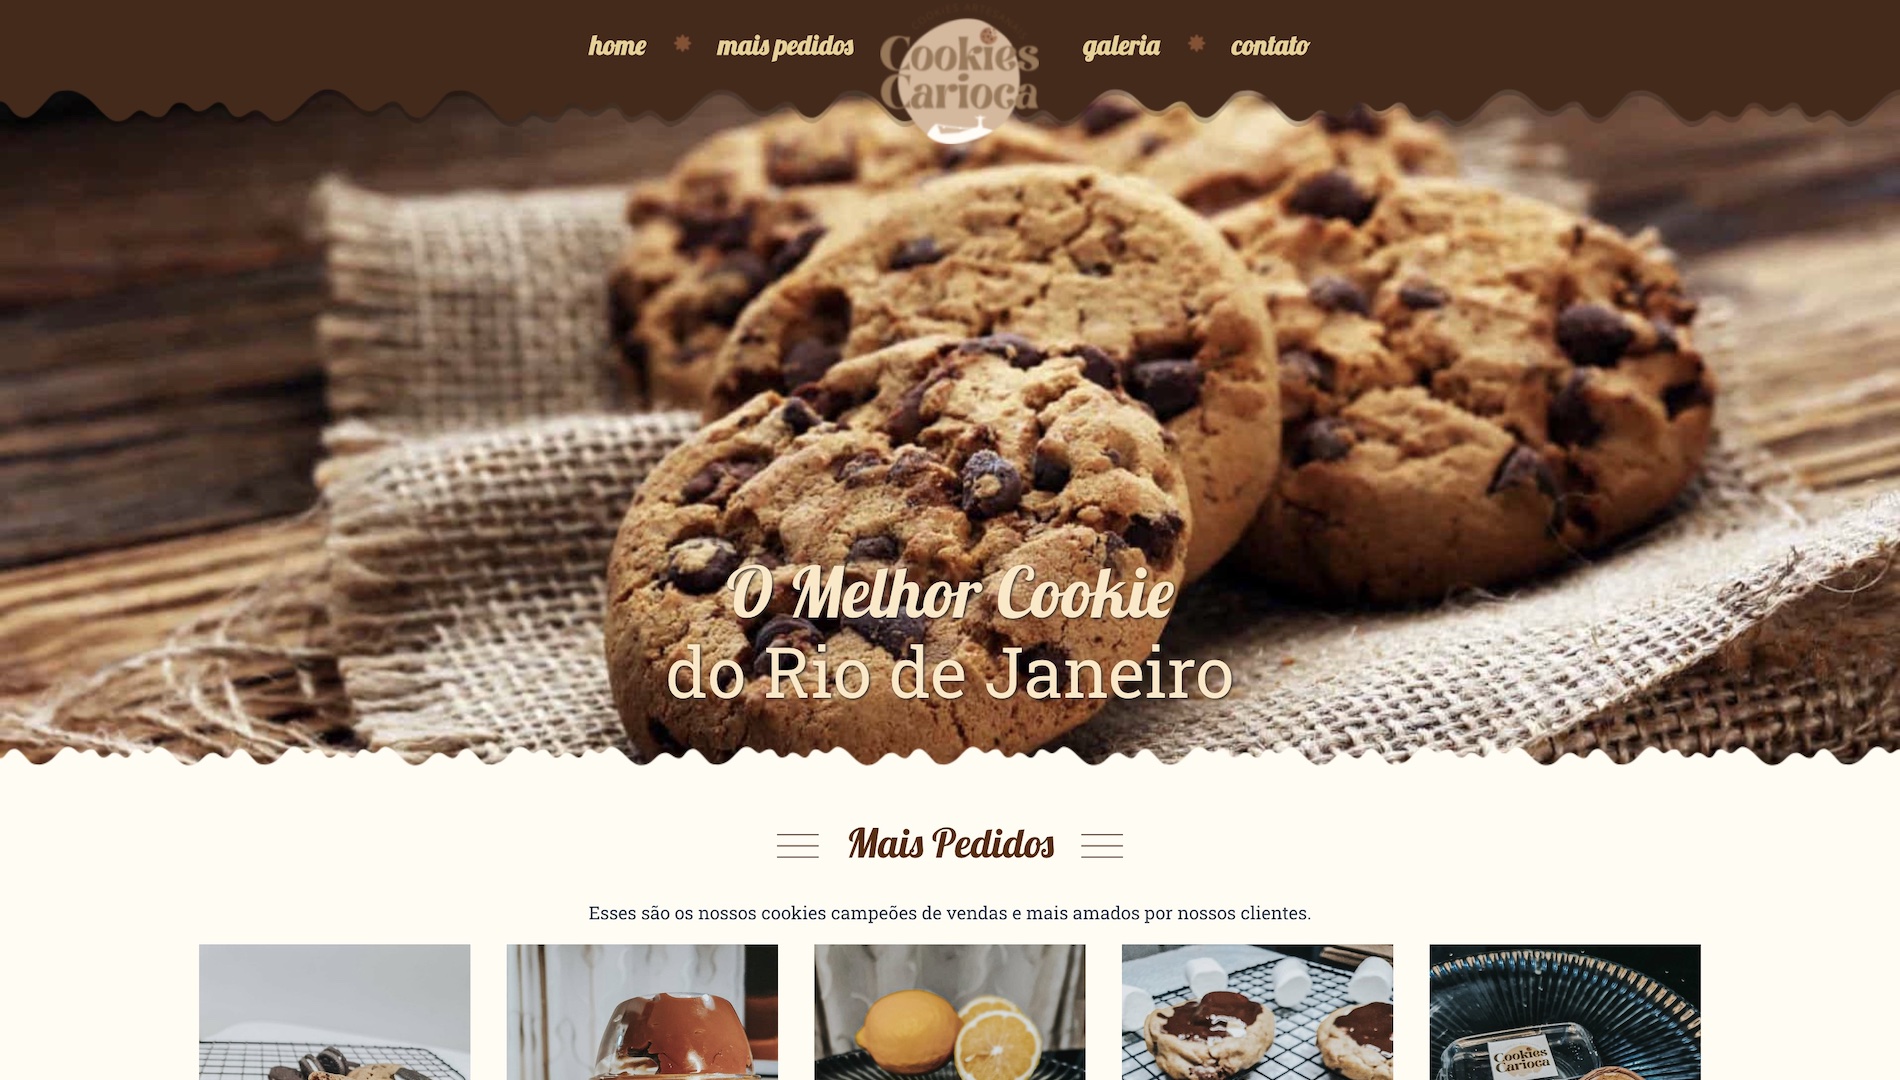 home
mais pedidos
Cookies
Carioca
galeria
contato
O Melhor Cookie
do Rio de Janeiro
Mais Pedidos
Esses são os nossos cookies campeões de vendas e mais amados por nossos clientes.
Cookies
Carioca